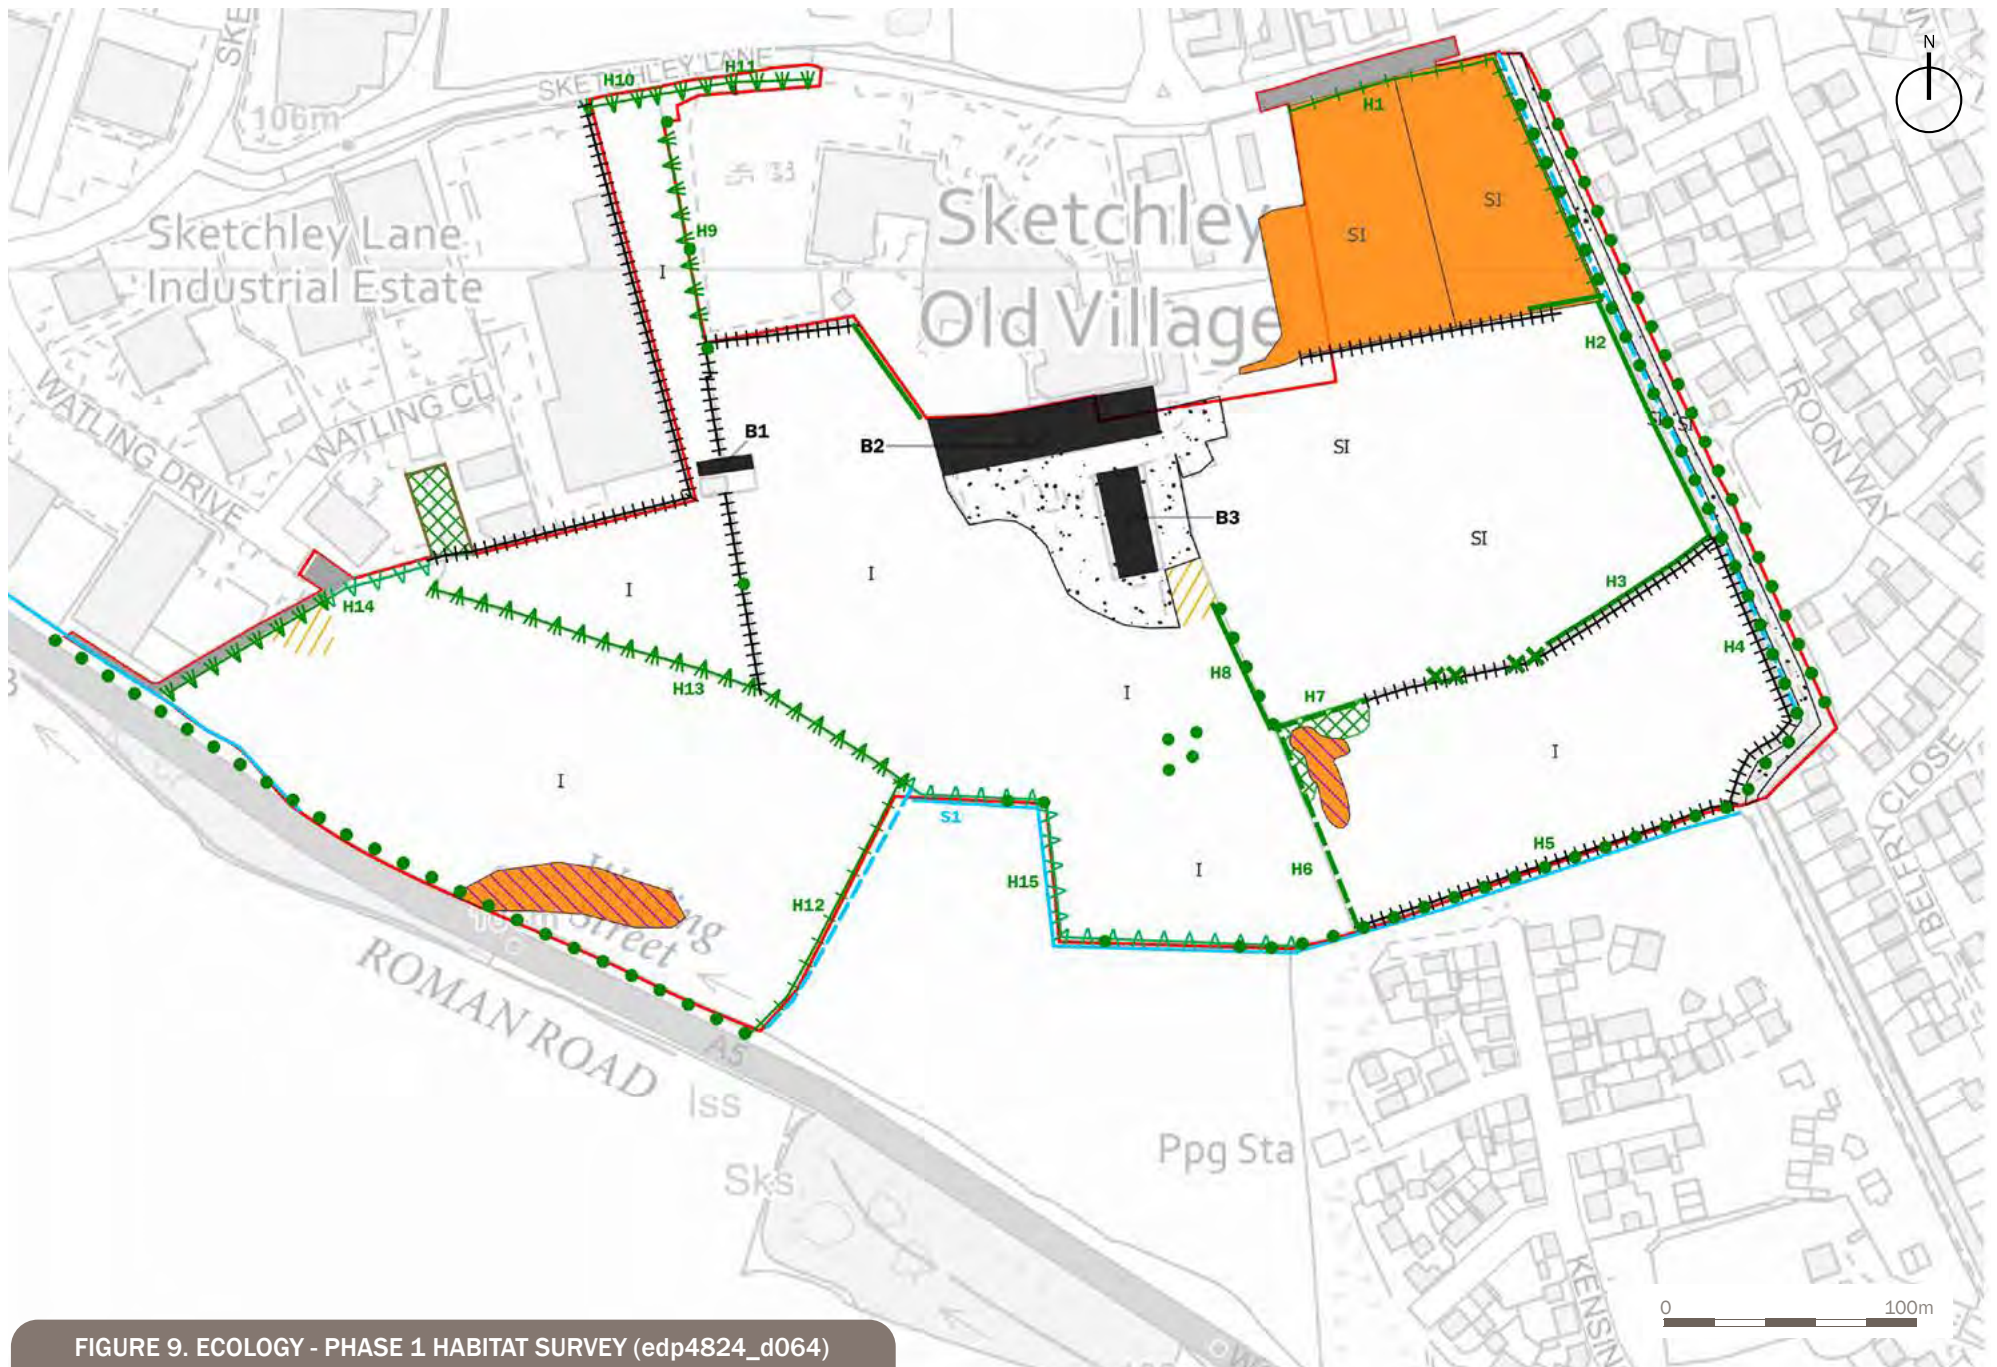 N
SKETCHLEY LANE
H10
H11
106m
H1
Sketchley Lane
Industrial Estate
Sketchley
Old Village
H9
I
SI
SI
H2
ROON WAY
WATLING DRIVE
WATLING CL
B1
B2
B3
SI
SI
SI
SI
I
I
H3
H14
H4
H13
H8
H7
I
I
I
S1
BELFRY CLOSE
H15
H12
H6
H5
I
Street
ROMAN ROAD
A5
Iss
Sks
Ppg Sta
KENSIN
0
100m
FIGURE 9. ECOLOGY - PHASE 1 HABITAT SURVEY (edp4824_d064)